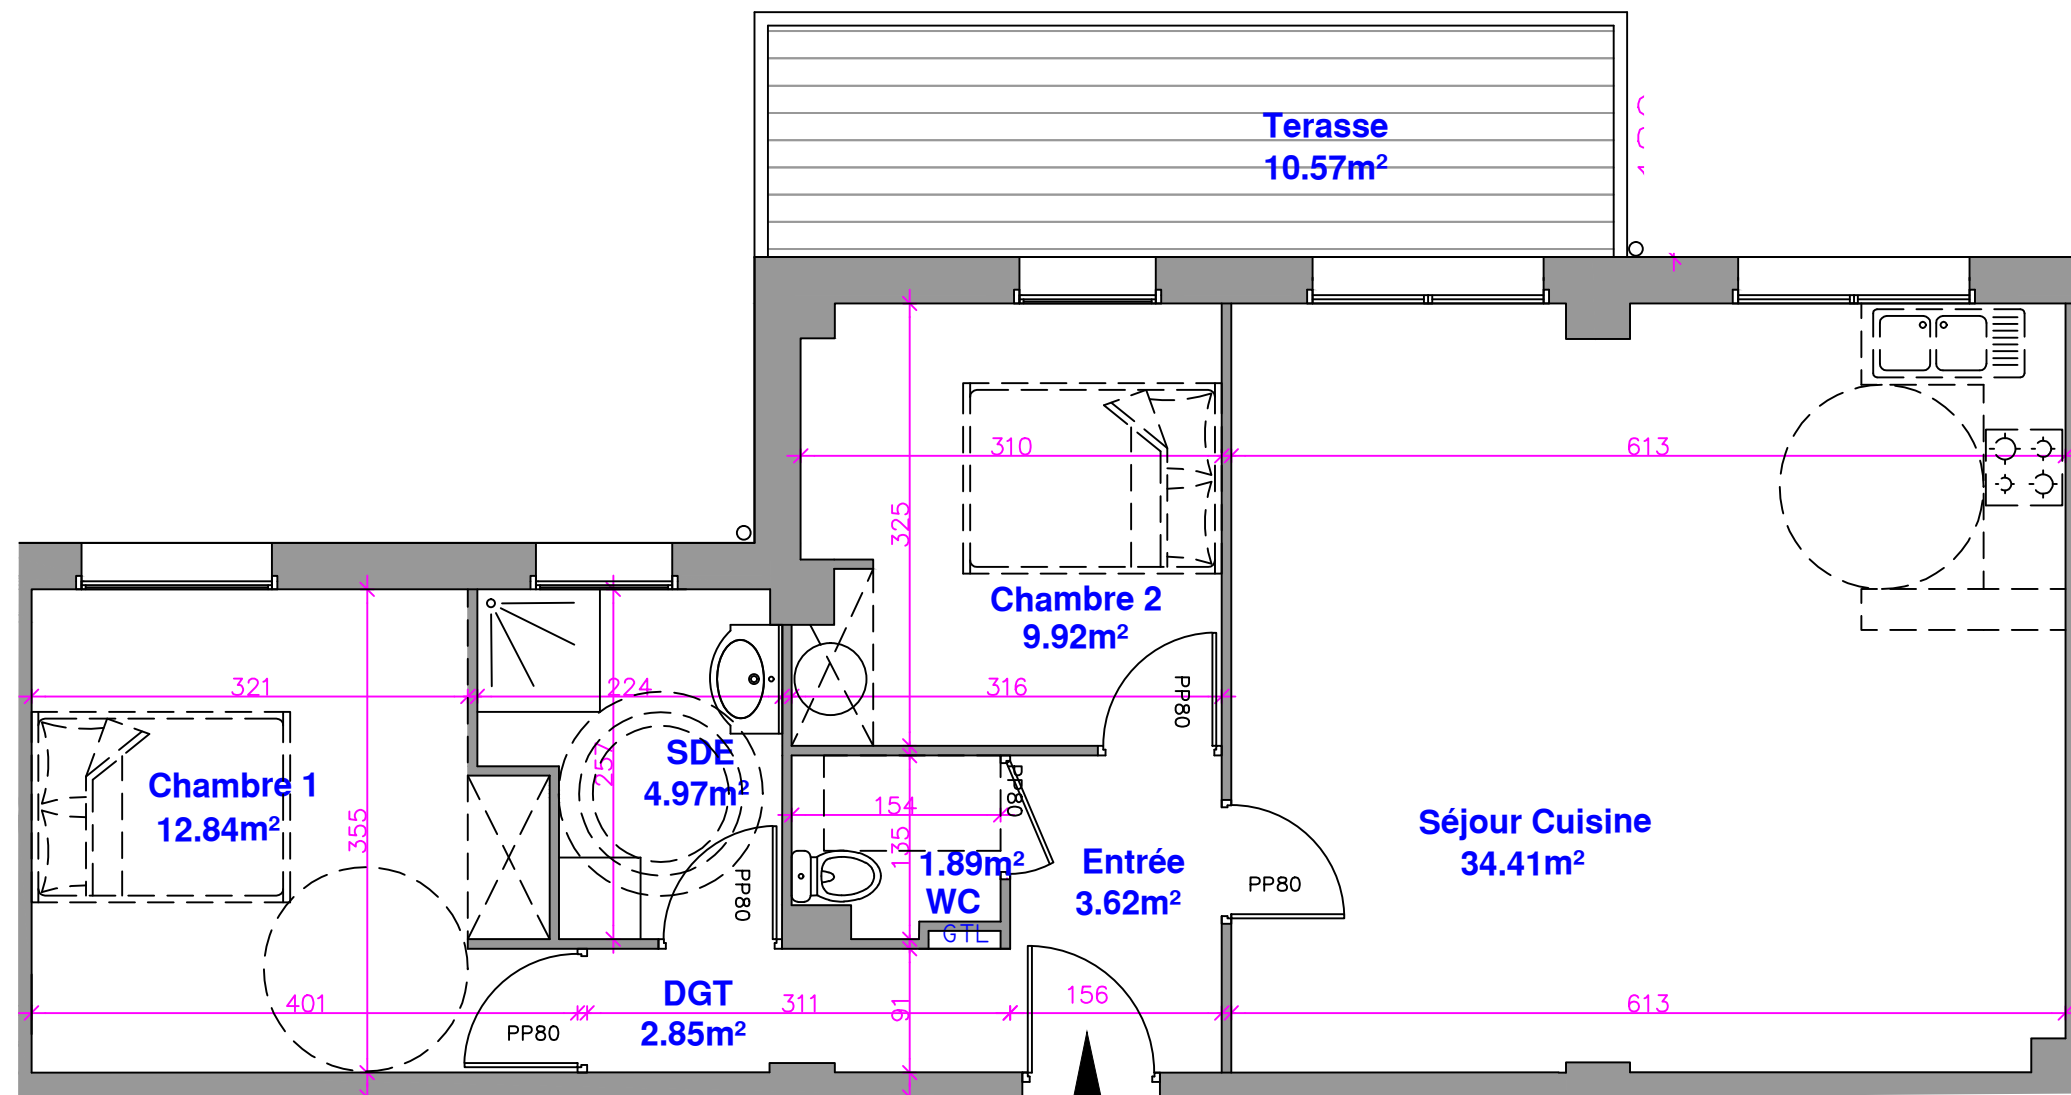 Terasse
10.57m²
310
613
325
Chambre 2
9.92m²
321
224
316
PP80
SDE
4.97m²
257
Chambre 1
12.84m²
355
PP80
154
135
1.89m²
WC
GTL
Entrée
3.62m²
Séjour Cuisine
34.41m²
PP80
PP80
DGT
2.85m²
401
311
91
156
613
PP80